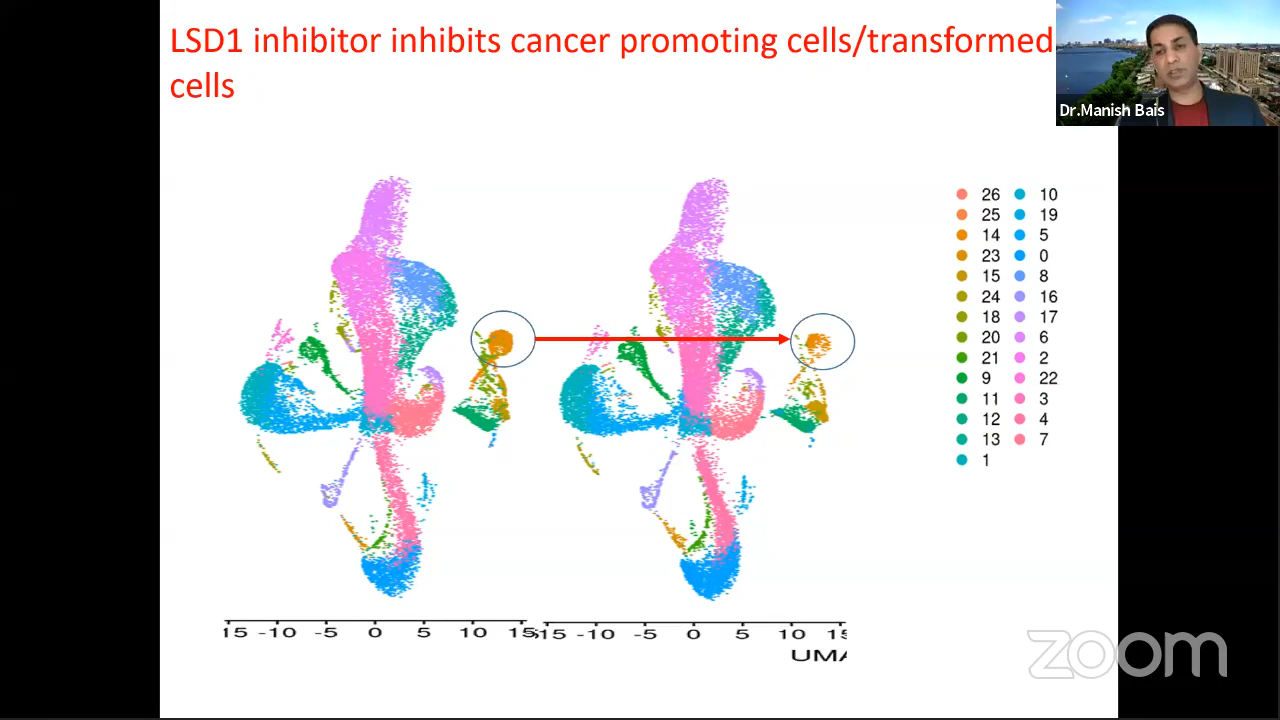 LSD1 inhibitor inhibits cancer promoting cells/transformed
cells
Dr.Manish Bais
26 10
25 19
14 5
23 0
15 8
24 16
18 17
20 6
21 2
9 22
11 3
12 4
13 7
1
15 -10 -5 0 5 10 15
15 -10 -5 0 5 10 15
UMA
zoom